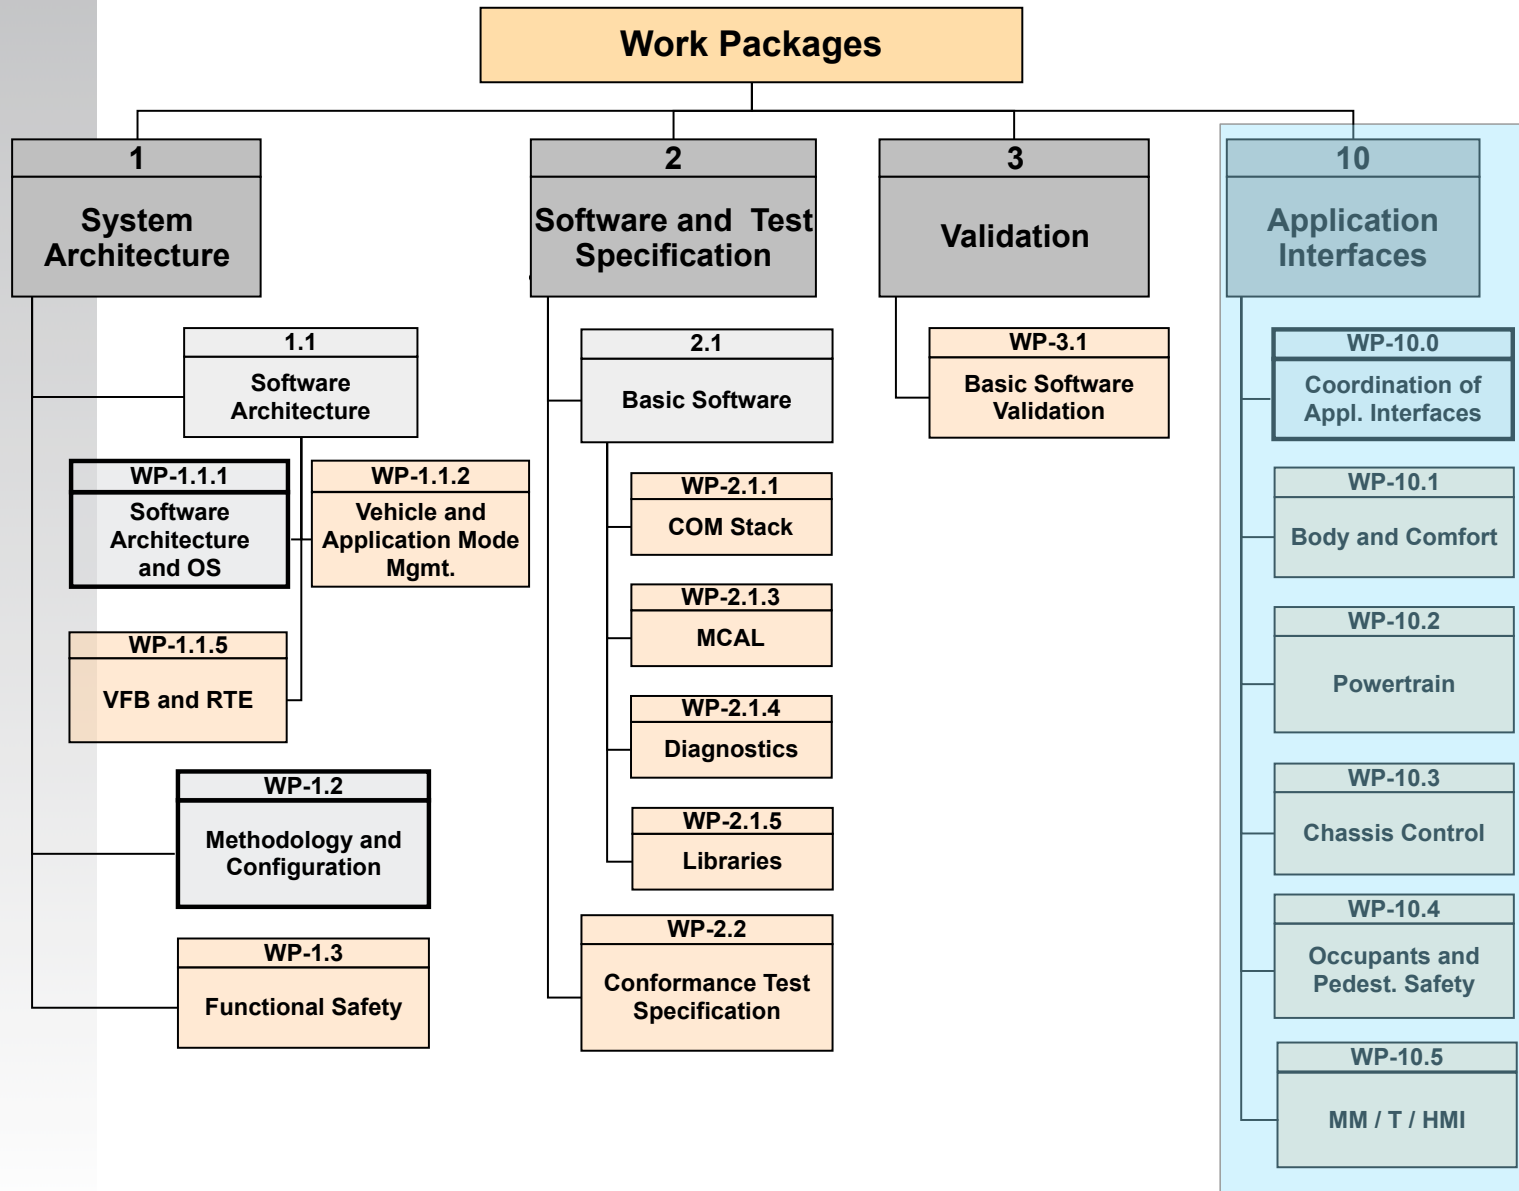 Work Packages
1
System
Architecture
1.1
Software
Architecture
WP-1.1.1
Software
Architecture
and OS
WP-1.1.2
Vehicle and
Application Mode
Mgmt.
WP-1.1.5
VFB and RTE
WP-1.2
Methodology and
Configuration
WP-1.3
Functional Safety
2
Software and Test
Specification
2.1
Basic Software
WP-2.1.1
COM Stack
WP-2.1.3
MCAL
WP-2.1.4
Diagnostics
WP-2.1.5
Libraries
WP-2.2
Conformance Test
Specification
3
Validation
WP-3.1
Basic Software
Validation
10
Application
Interfaces
WP-10.0
Coordination of
Appl. Interfaces
WP-10.1
Body and Comfort
WP-10.2
Powertrain
WP-10.3
Chassis Control
WP-10.4
Occupants and
Pedest. Safety
WP-10.5
MM / T / HMI